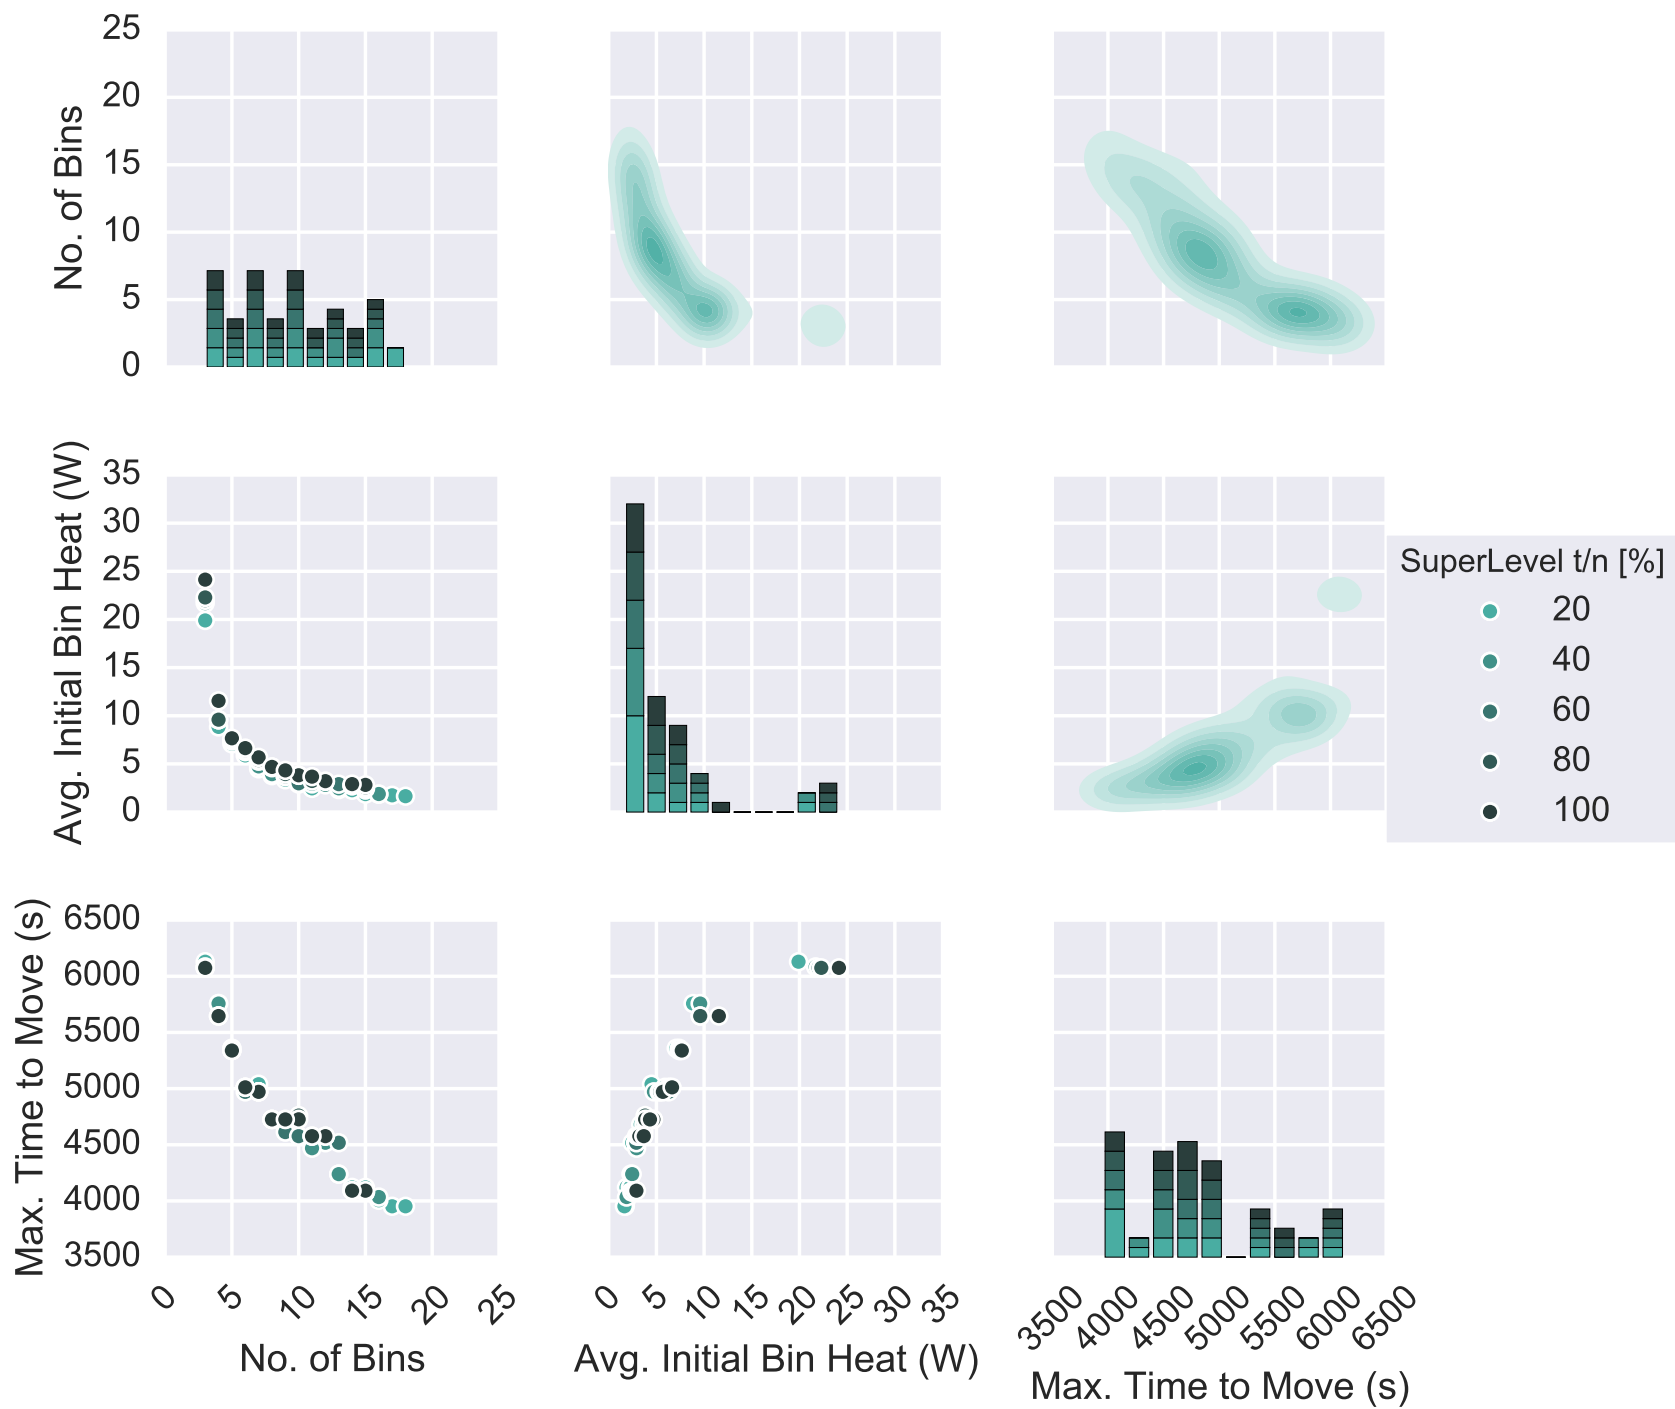 No. of Bins
25
20
15
10
5
0
Avg. Initial Bin Heat (W)
35
30
25
20
15
10
5
0
SuperLevel t/n [%]
20
40
60
80
100
Max. Time to Move (s)
6500
6000
5500
5000
4500
4000
3500
0 5 10 15 20 25
No. of Bins
0 5 15 15 20 25 30 35
Avg. Initial Bin Heat (W)
3500 4000 4500 5000 5500 6000 6500
Max. Time to Move (s)